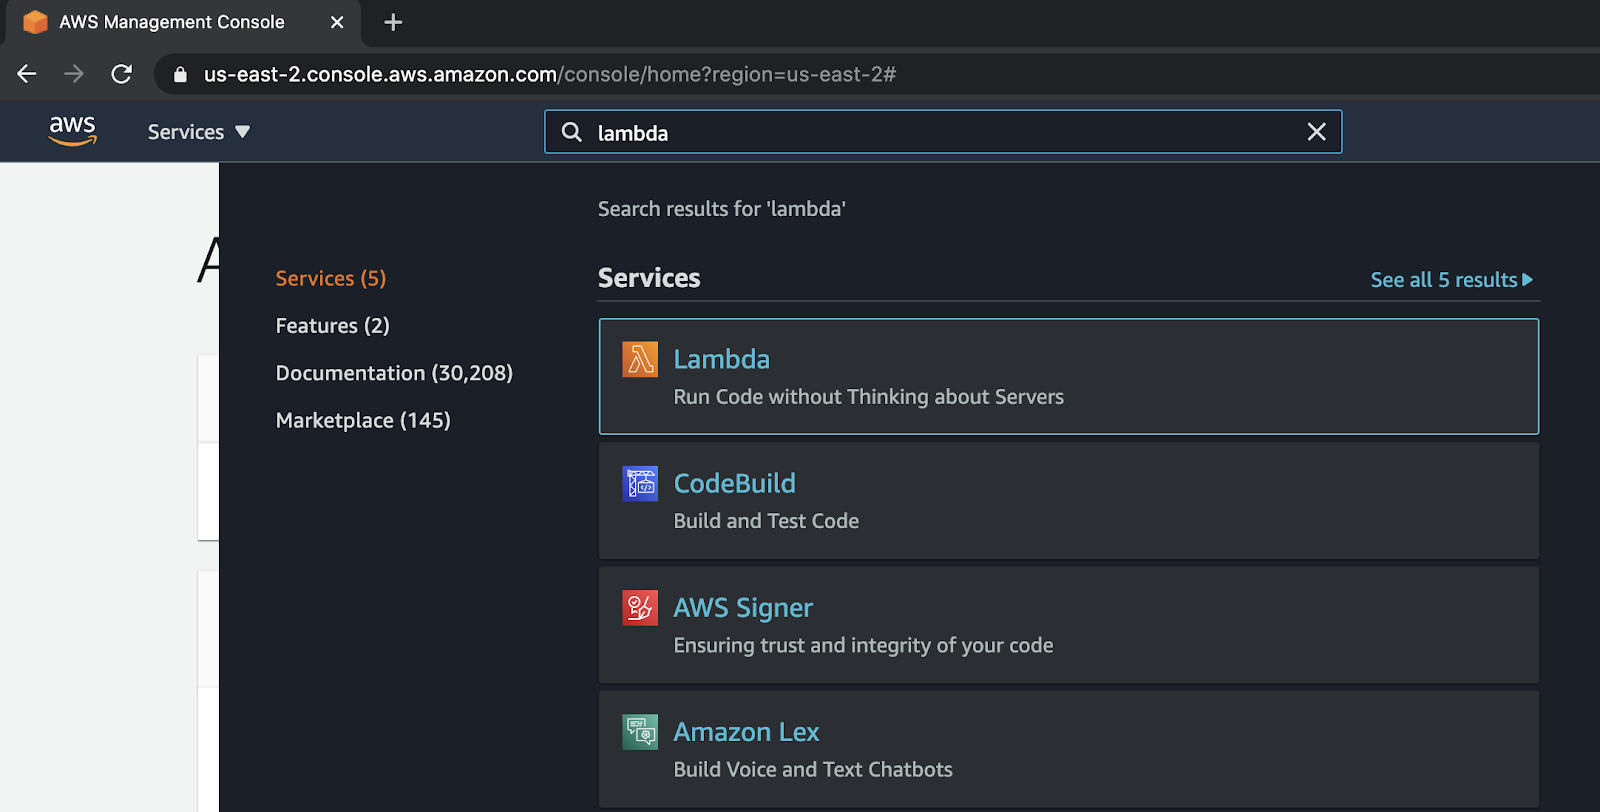 AWS Management Console
us-east-2.console.aws.amazon.com/console/home?region=us-east-2#
aws
Services
lambda
Search results for 'lambda'
A
Services (5)
Features (2)
Documentation (30,208)
Marketplace (145)
Services
See all 5 results
Lambda
Run Code without Thinking about Servers
CodeBuild
Build and Test Code
AWS Signer
Ensuring trust and integrity of your code
Amazon Lex
Build Voice and Text Chatbots